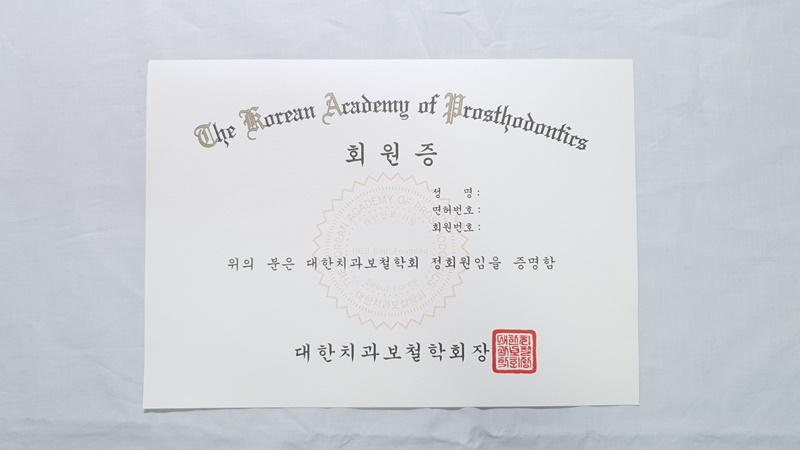 The Korean Academy of Prosthodontics
회원증
성 명 :
면허번호 :
회원번호 :
위의 분은 대한치과보철학회 정회원임을 증명함
대한치과보철학회장